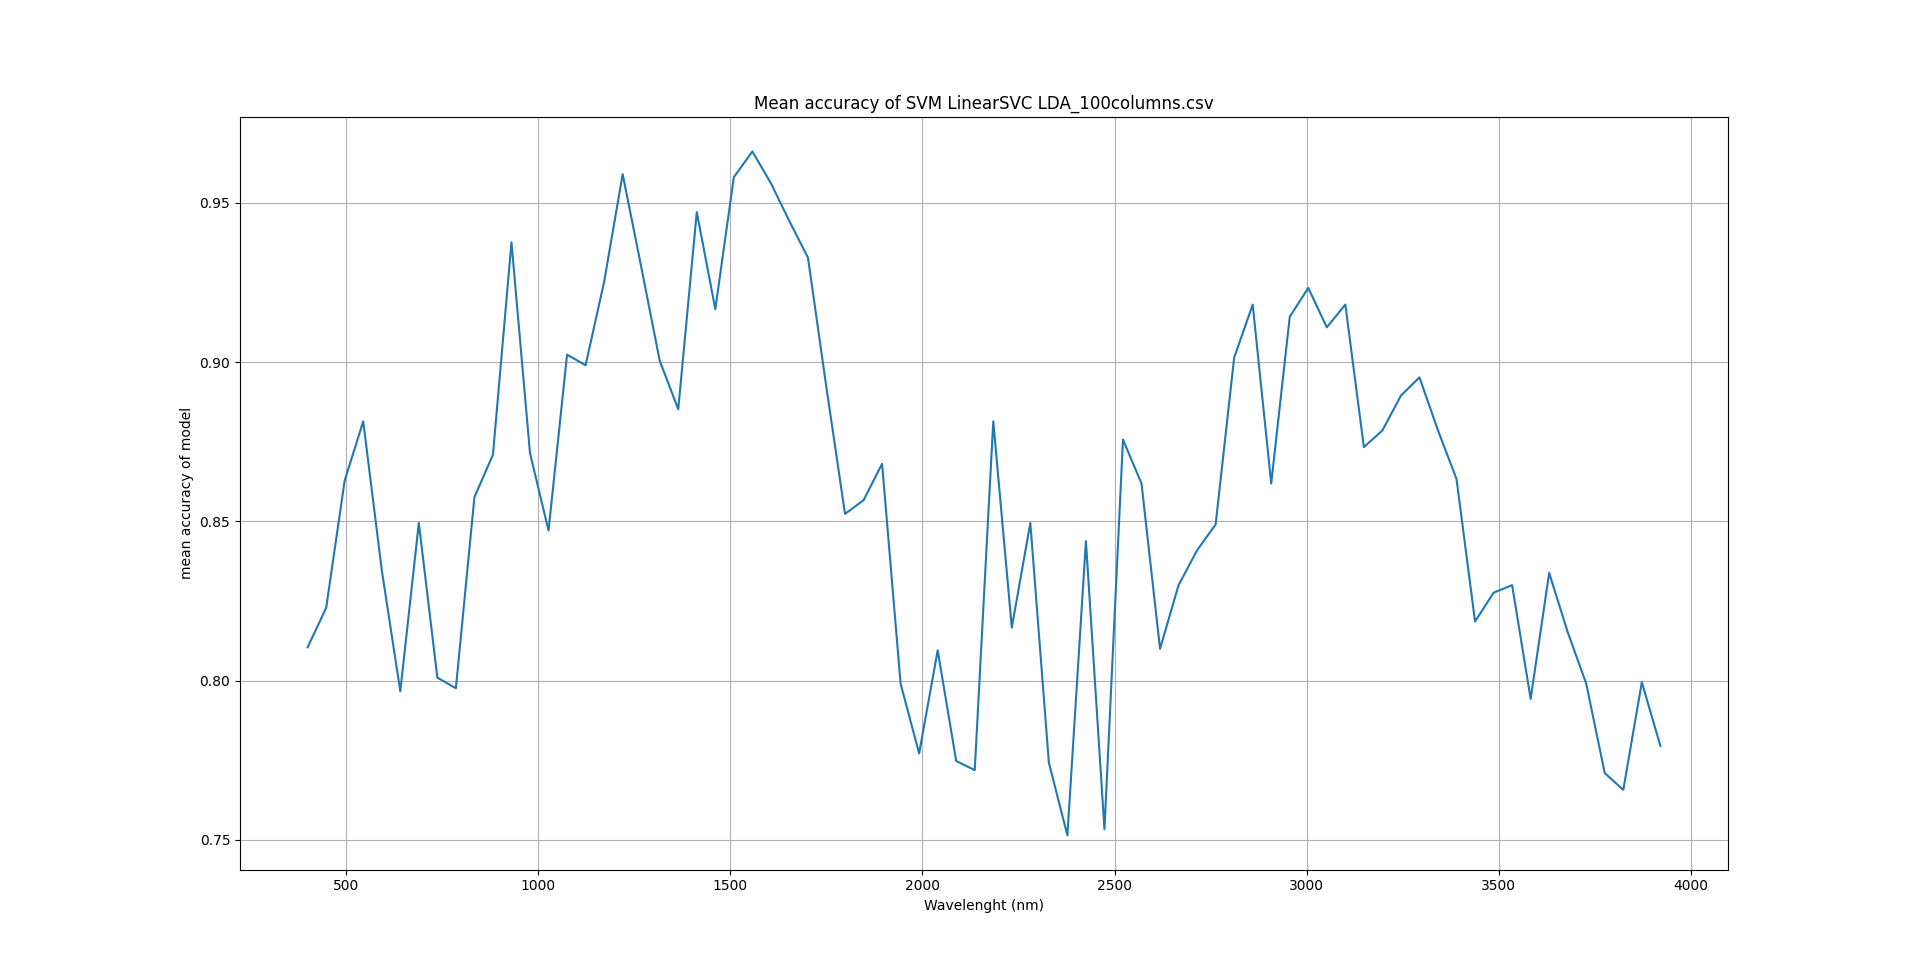 Mean accuracy of SVM LinearSVC LDA_100columns.csv
mean accuracy of model
0.95
0.90
0.85
0.80
0.75
500 1000 1500 2000 2500 3000 3500 4000
Wavelenght (nm)